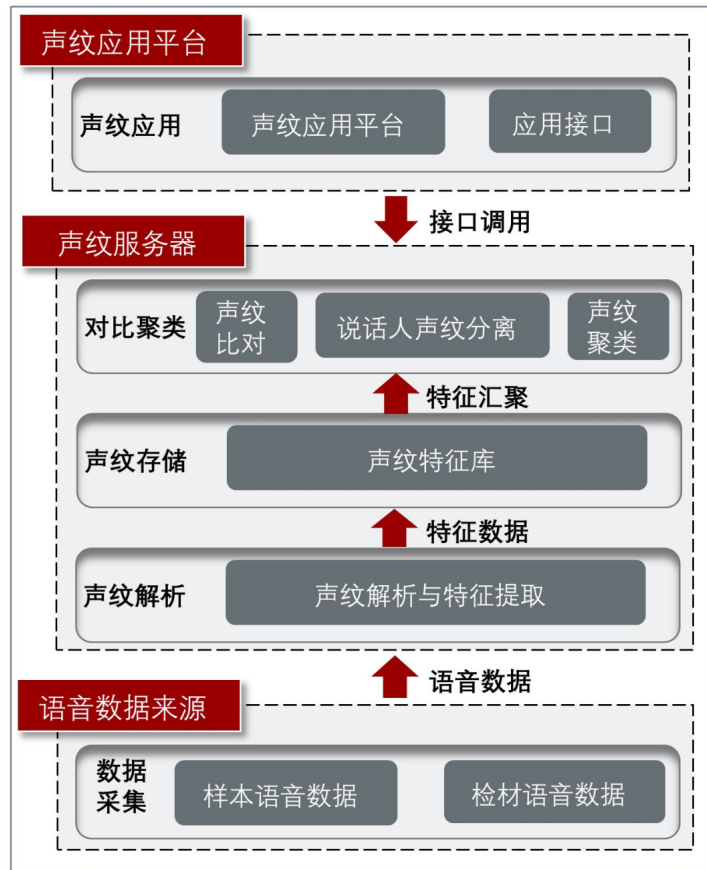 声纹应用平台
声纹应用
声纹应用平台
应用接口
接口调用
声纹服务器
对比聚类
声纹
比对
说话人声纹分离
声纹
聚类
特征汇聚
声纹存储
声纹特征库
特征数据
声纹解析
声纹解析与特征提取
语音数据
语音数据来源
数据
采集
样本语音数据
检材语音数据